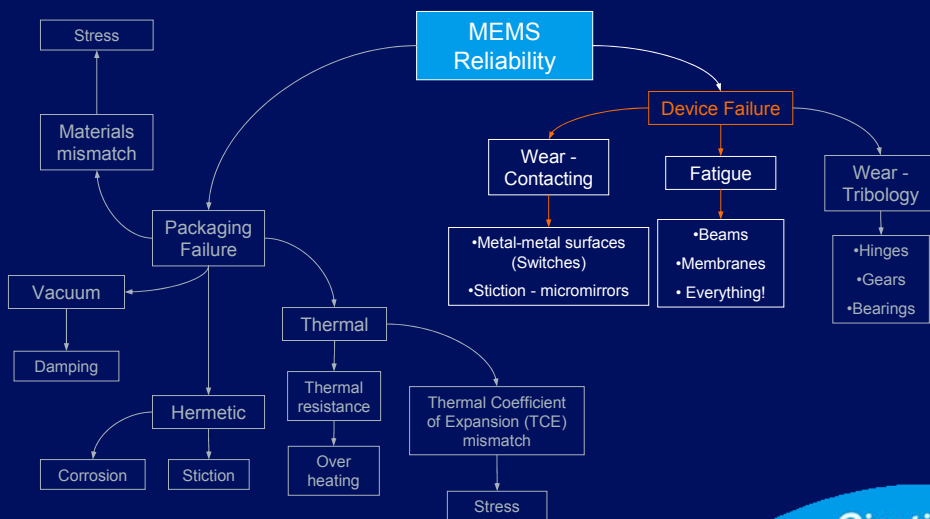 MEMS
Reliability
Stress
Device Failure
Materials
mismatch
Wear -
Contacting
Fatigue
Wear -
Tribology
Packaging
Failure
•Metal-metal surfaces
(Switches)
•Stiction - micromirrors
•Beams
•Membranes
• Everything!
•Hinges
•Gears
•Bearings
Vacuum
Thermal
Damping
Hermetic
Thermal
resistance
Thermal Coefficient
of Expansion (TCE)
mismatch
Corrosion
Stiction
Over
heating
Stress